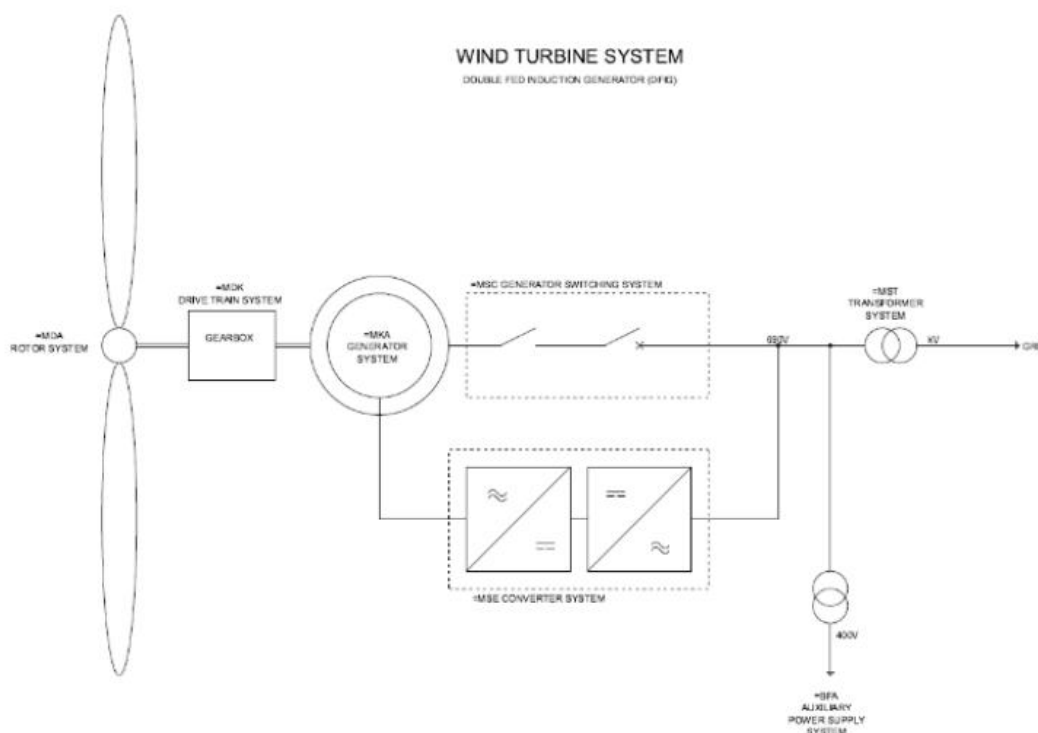 WIND TURBINE SYSTEM
DOUBLE FED INDUCTION GENERATOR (DFIG)
=MDA
ROTOR SYSTEM
=MDK
DRIVE TRAIN SYSTEM
GEARBOX
=MKA
GENERATOR
SYSTEM
=MSC GENERATOR SWITCHING SYSTEM
690V
=MST
TRANSFORMER
SYSTEM
KV
GRI
=MSE CONVERTER SYSTEM
400V
=BFA
AUXILIARY
POWER SUPPLY
SYSTEM